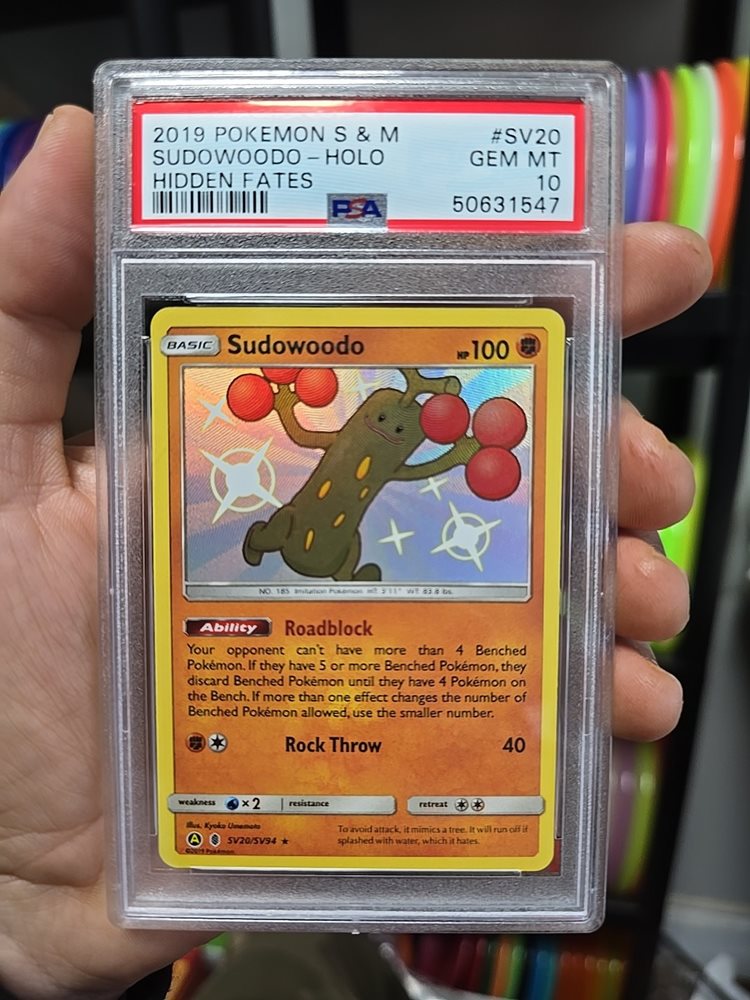 2019 POKEMON S & M #SV20
SUDOWOODO – HOLO GEM MT
HIDDEN FATES 10
PSA 50631547
BASIC Sudowoodo HP 100
NO. 185 Imitation Pokémon HT: 3'11" WT: 83.8 lbs.
Ability Roadblock
Your opponent can't have more than 4 Benched
Pokémon. If they have 5 or more Benched Pokémon, they
discard Benched Pokémon until they have 4 Pokémon on
the Bench. If more than one effect changes the number of
Benched Pokémon allowed, use the smaller number.
Rock Throw 40
weakness ×2 resistance retreat
Illus. Kyoko Umemoto
To avoid attack, it mimics a tree. It will run off if
splashed with water, which it hates.
A SV20/SV94
©2019 Pokémon